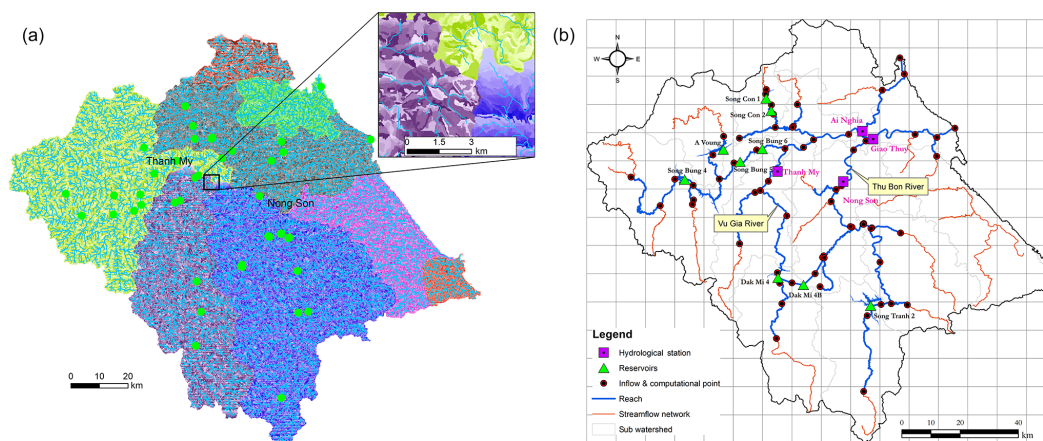 (a)
Thanh My
Nong Son
0 1.5 3
km
0 10 20
km
(b)
N
W E
S
Song Con 1
Song Con 2
Ai Nghia
Giao Thuy
A Voung
Song Bung 6
Song Bung 5
Song Bung 4
Thanh My
Thu Bon River
Nong Son
Vu Gia River
Dak Mi 4
Dak Mi 4B
Song Tranh 2
Legend
Hydrological station
Reservoirs
Inflow & computational point
Reach
Streamflow network
Sub watershed
0 10 20 40
km